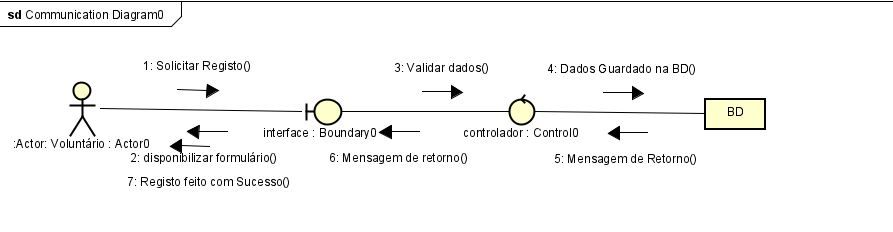 sd Communication Diagram0
1: Solicitar Registo()
3: Validar dados()
4: Dados Guardado na BD()
BD
:Actor: Voluntário : Actor0
interface : Boundary0
controlador : Control0
2: disponibilizar formulário()
6: Mensagem de retorno()
5: Mensagem de Retorno()
7: Registo feito com Sucesso()